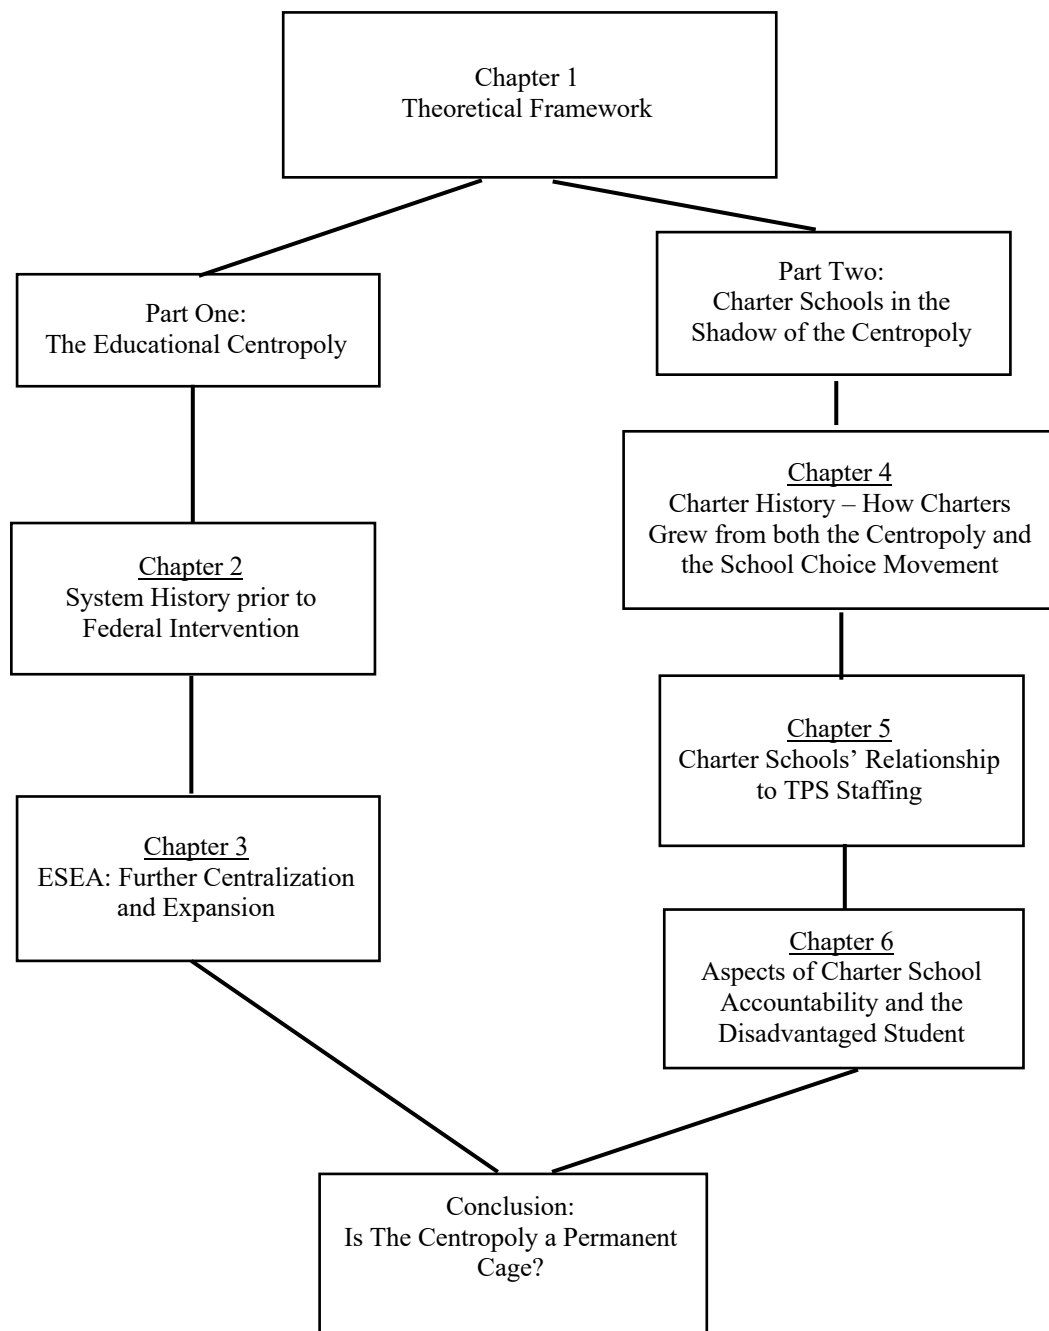 Chapter 1
Theoretical Framework
Part One:
The Educational Centropoly
Chapter 2
System History prior to
Federal Intervention
Chapter 3
ESEA: Further Centralization
and Expansion
Part Two:
Charter Schools in the
Shadow of the Centropoly
Chapter 4
Charter History – How Charters
Grew from both the Centropoly and
the School Choice Movement
Chapter 5
Charter Schools’ Relationship
to TPS Staffing
Chapter 6
Aspects of Charter School
Accountability and the
Disadvantaged Student
Conclusion:
Is The Centropoly a Permanent
Cage?